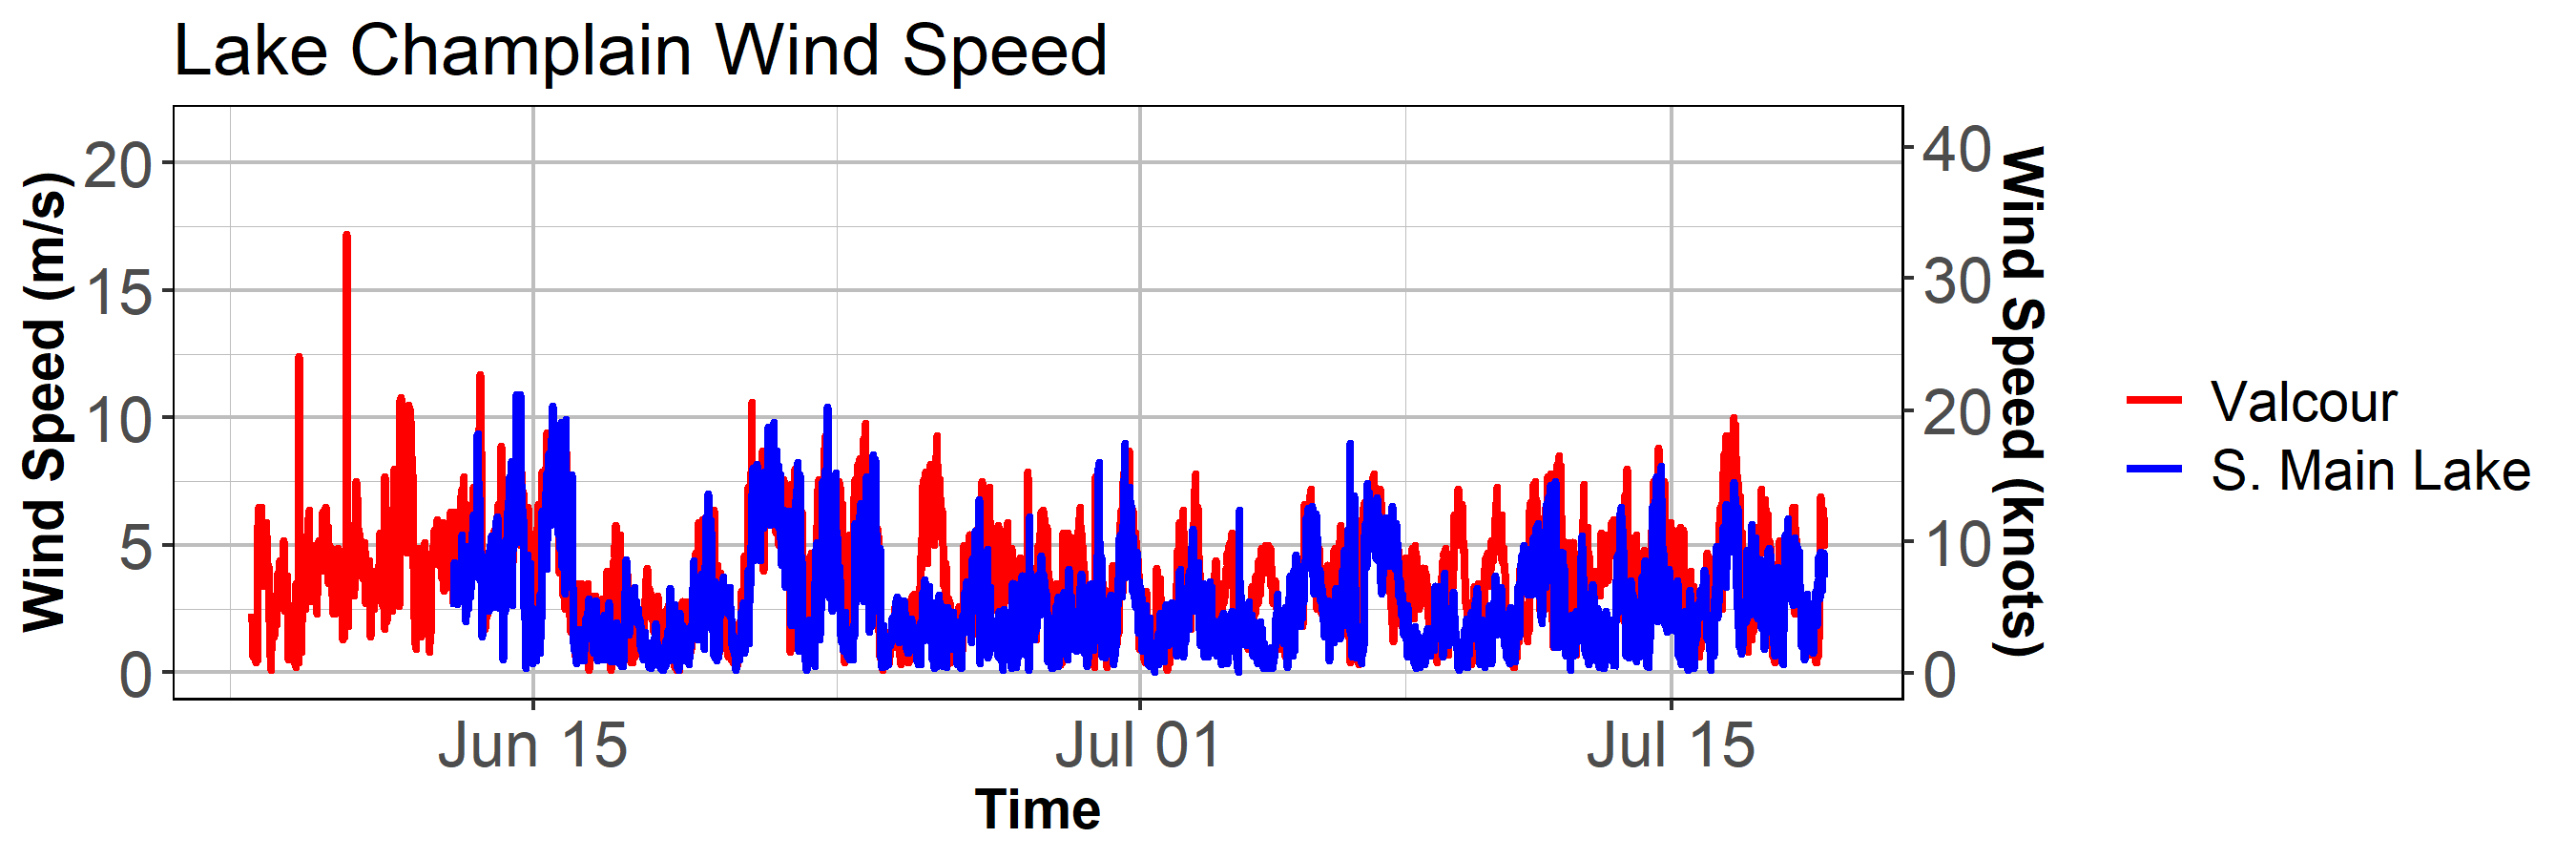 Lake Champlain Wind Speed
Wind Speed (m/s)
20
15
10
5
0
40
30
20
10
0
Wind Speed (knots)
Jun 15
Jul 01
Jul 15
Time
Valcour
S. Main Lake